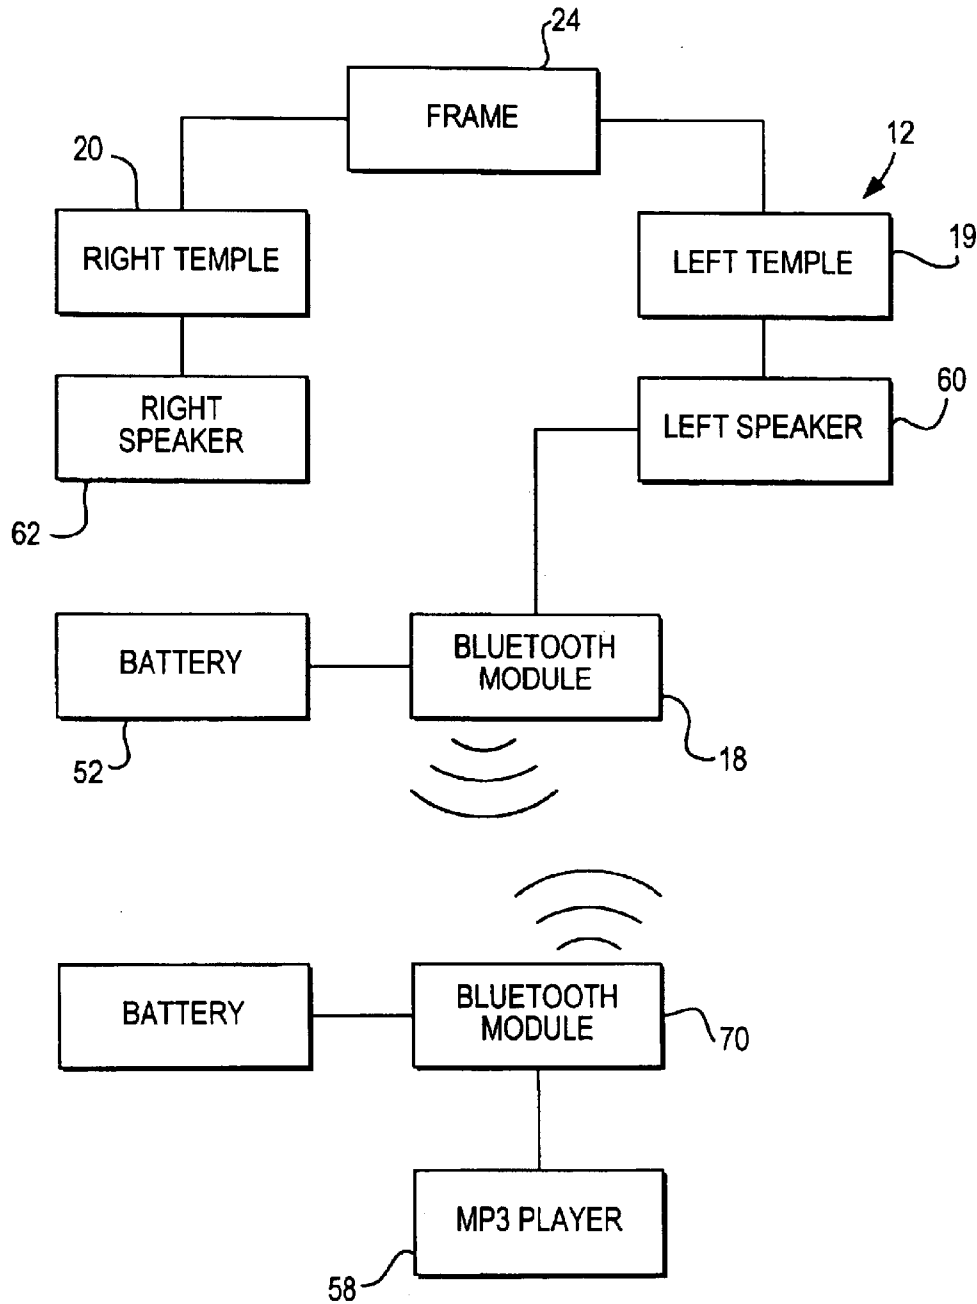 24
FRAME
20
12
RIGHT TEMPLE
LEFT TEMPLE
19
RIGHT
SPEAKER
LEFT SPEAKER
60
62
BATTERY
BLUETOOTH
MODULE
52
18
BATTERY
BLUETOOTH
MODULE
70
MP3 PLAYER
58